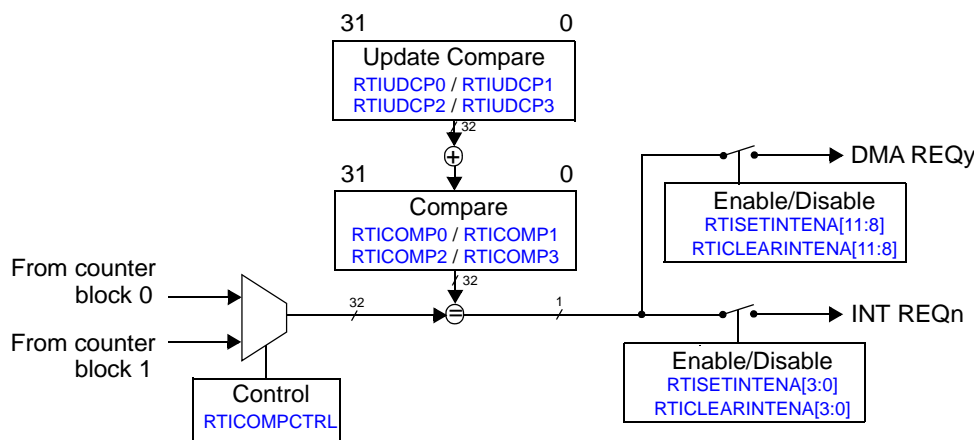 31 0
Update Compare
RTIUDCP0 / RTIUDCP1
RTIUDCP2 / RTIUDCP3
32
+
31 0
Compare
RTICOMP0 / RTICOMP1
RTICOMP2 / RTICOMP3
32
DMA REQy
Enable/Disable
RTISETINTENA[11:8]
RTICLEARINTENA[11:8]
From counter
block 0
32
=
1
INT REQn
From counter
block 1
Control
RTICOMPCTRL
Enable/Disable
RTISETINTENA[3:0]
RTICLEARINTENA[3:0]